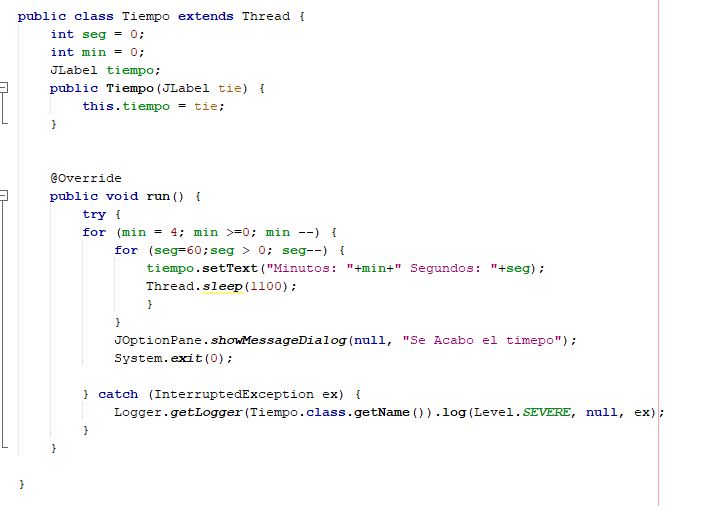 public class Tiempo extends Thread {
    int seg = 0;
    int min = 0;
    JLabel tiempo;
    public Tiempo(JLabel tie) {
        this.tiempo = tie;
    }
    @Override
    public void run() {
        try {
        for (min = 4; min >=0; min --) {
            for (seg=60;seg > 0; seg--) {
                tiempo.setText("Minutos: "+min+" Segundos: "+seg);
                Thread.sleep(1100);
                }
            }
            JOptionPane.showMessageDialog(null, "Se Acabo el timepo");
            System.exit(0);
        } catch (InterruptedException ex) {
            Logger.getLogger(Tiempo.class.getName()).log(Level.SEVERE, null, ex);
        }
    }
}